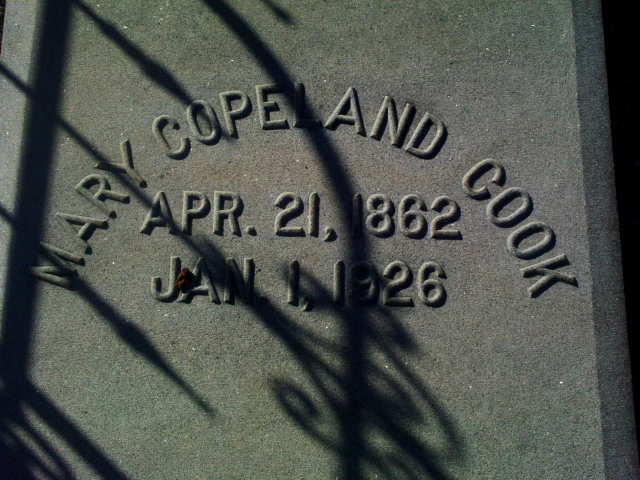 MARY COPELAND COOK
APR. 21, 1862
JAN. 1, 1926